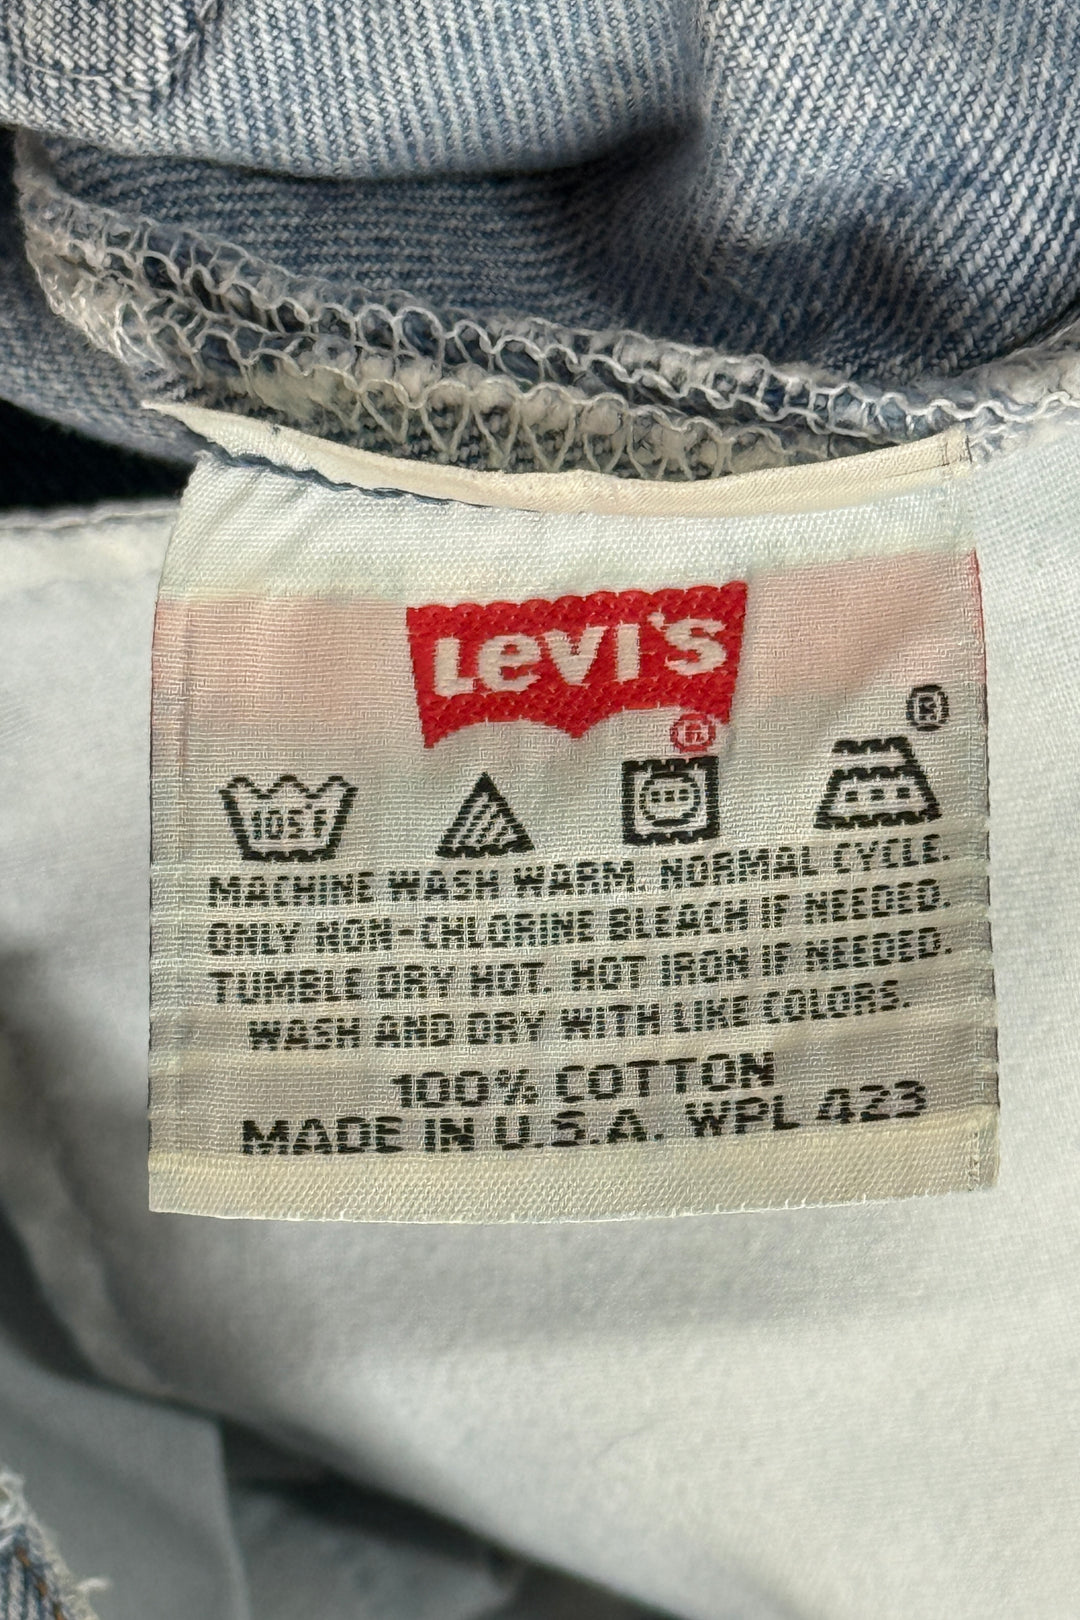 Levi's
®
®
105F
MACHINE WASH WARM. NORMAL CYCLE.
ONLY NON-CHLORINE BLEACH IF NEEDED.
TUMBLE DRY HOT. HOT IRON IF NEEDED.
WASH AND DRY WITH LIKE COLORS.
100% COTTON
MADE IN U.S.A. WPL 423